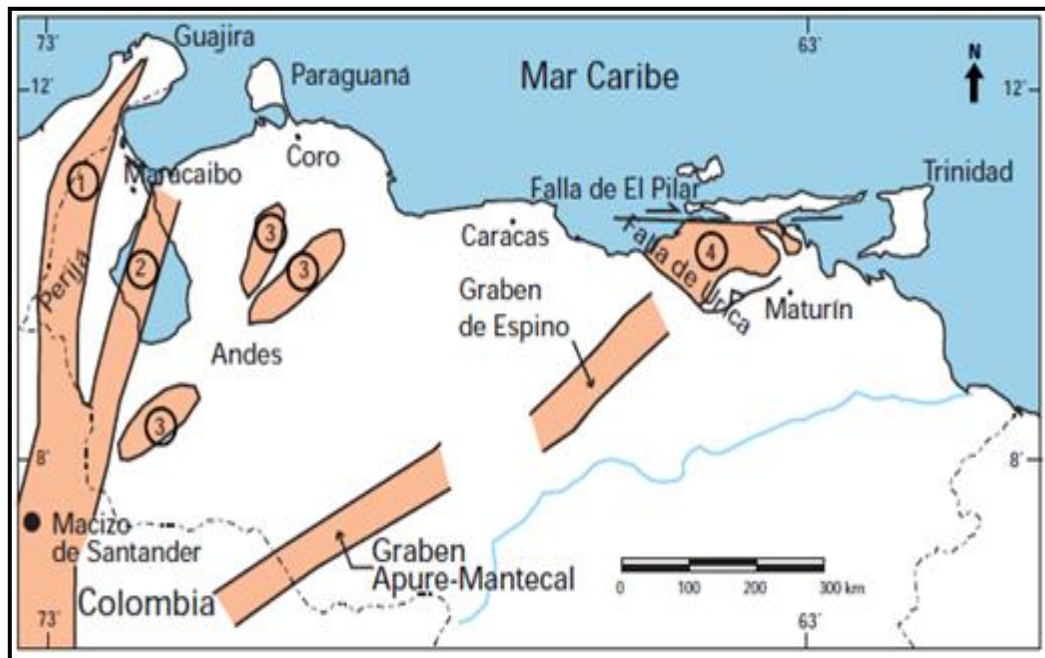 73°
63°
Guajira
12°
Paraguaná
Mar Caribe
N
12°
Coro
1
Maracaibo
Trinidad
Falla de El Pilar
3
Caracas
Falla de Urica
4
Perijá
2
3
Graben
de Espino
Maturín
Andes
3
8°
8°
Macizo
de Santander
Graben
Apure-Mantecal
0 100 200 300 km
Colombia
73°
63°